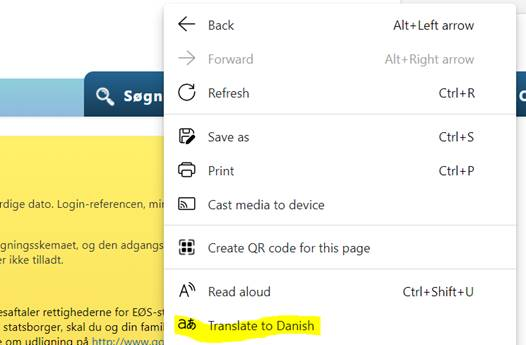 Back Alt+Left arrow
Forward Alt+Right arrow
Refresh Ctrl+R
Søgn
Save as Ctrl+S
Print Ctrl+P
Cast media to device
Create QR code for this page
Read aloud Ctrl+Shift+U
Translate to Danish
rdige dato. Login-referencen,
gningsskemaet, og den adgangs
er ikke tilladt.
esaftaler rettighederne for EØS-st
statsborger, skal du og din fami
e om udligning på http://www.go